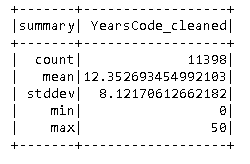 +-------+------------------+
|summary| YearsCode_cleaned|
+-------+------------------+
| count| 11398|
| mean|12.352693454992103|
| stddev| 8.12170612662182|
| min| 0|
| max| 50|
+-------+------------------+